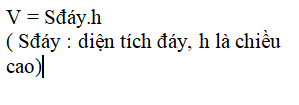 V = Sđáy.h
( Sđáy : diện tích đáy, h là chiều
cao)